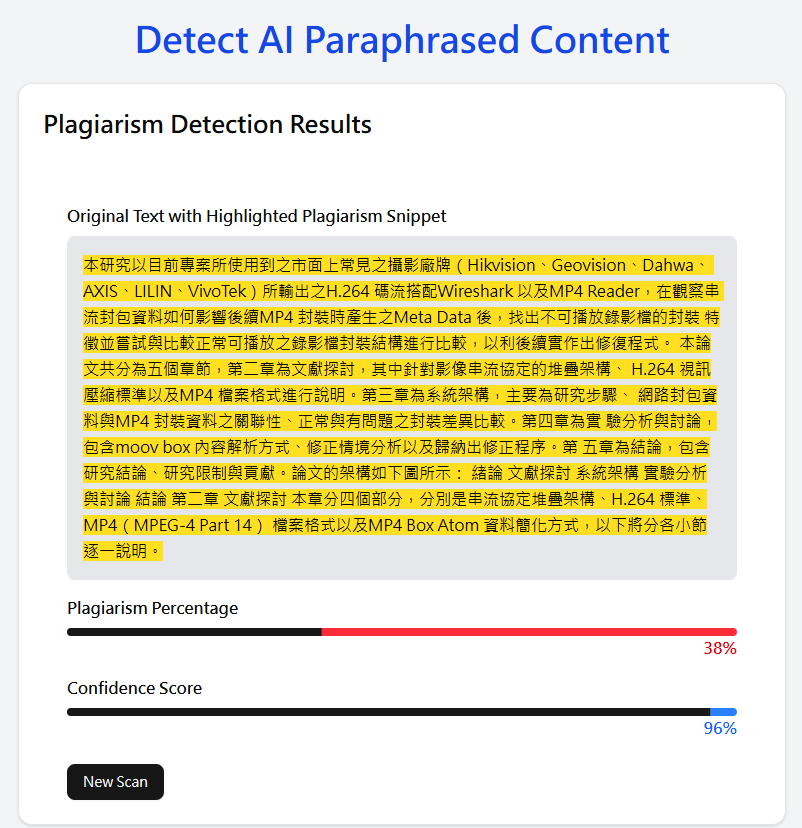 Detect AI Paraphrased Content
Plagiarism Detection Results
Original Text with Highlighted Plagiarism Snippet
本研究以目前專案所使用到之市面上常見之攝影廠牌（Hikvision、Geovision、Dahwa、
AXIS、LILIN、VivoTek）所輸出之H.264 碼流搭配Wireshark 以及MP4 Reader，在觀察串
流封包資料如何影響後續MP4 封裝時產生之Meta Data 後，找出不可播放錄影檔的封裝 特
徵並嘗試與比較正常可播放之錄影檔封裝結構進行比較，以利後續實作出修復程式。 本論
文共分為五個章節，第二章為文獻探討，其中針對影像串流協定的堆疊架構、 H.264 視訊
壓縮標準以及MP4 檔案格式進行說明。第三章為系統架構，主要為研究步驟、 網路封包資
料與MP4 封裝資料之關聯性、正常與有問題之封裝差異比較。第四章為實 驗分析與討論，
包含moov box 內容解析方式、修正情境分析以及歸納出修正程序。第 五章為結論，包含
研究結論、研究限制與貢獻。論文的架構如下圖所示： 緒論 文獻探討 系統架構 實驗分析
與討論 結論 第二章 文獻探討 本章分四個部分，分別是串流協定堆疊架構、H.264 標準、
MP4（MPEG-4 Part 14） 檔案格式以及MP4 Box Atom 資料簡化方式，以下將分各小節
逐一說明。
Plagiarism Percentage
38%
Confidence Score
96%
New Scan